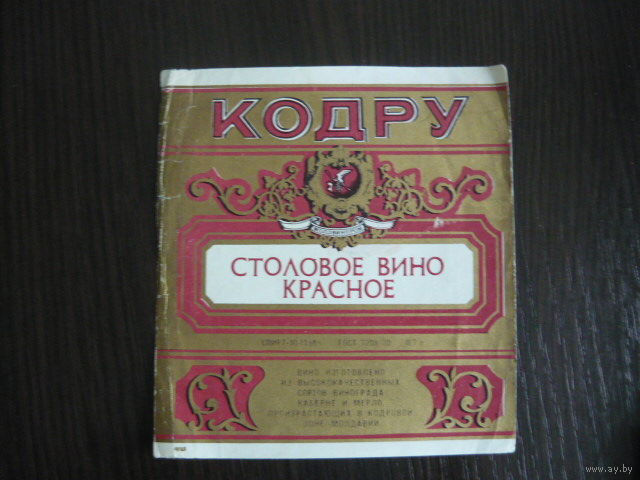 КОДРУ
СТОЛОВОЕ ВИНО
КРАСНОЕ
ГОСТ
ВИНО ИЗГОТОВЛЕНО
ИЗ ВЫСОКОКАЧЕСТВЕННЫХ
СОРТОВ ВИНОГРАДА
КАБЕРНЕ И МЕРЛО,
ПРОИЗРАСТАЮЩИХ В КОДРОВОЙ
ЗОНЕ МОЛДАВИИ
www.ay.by